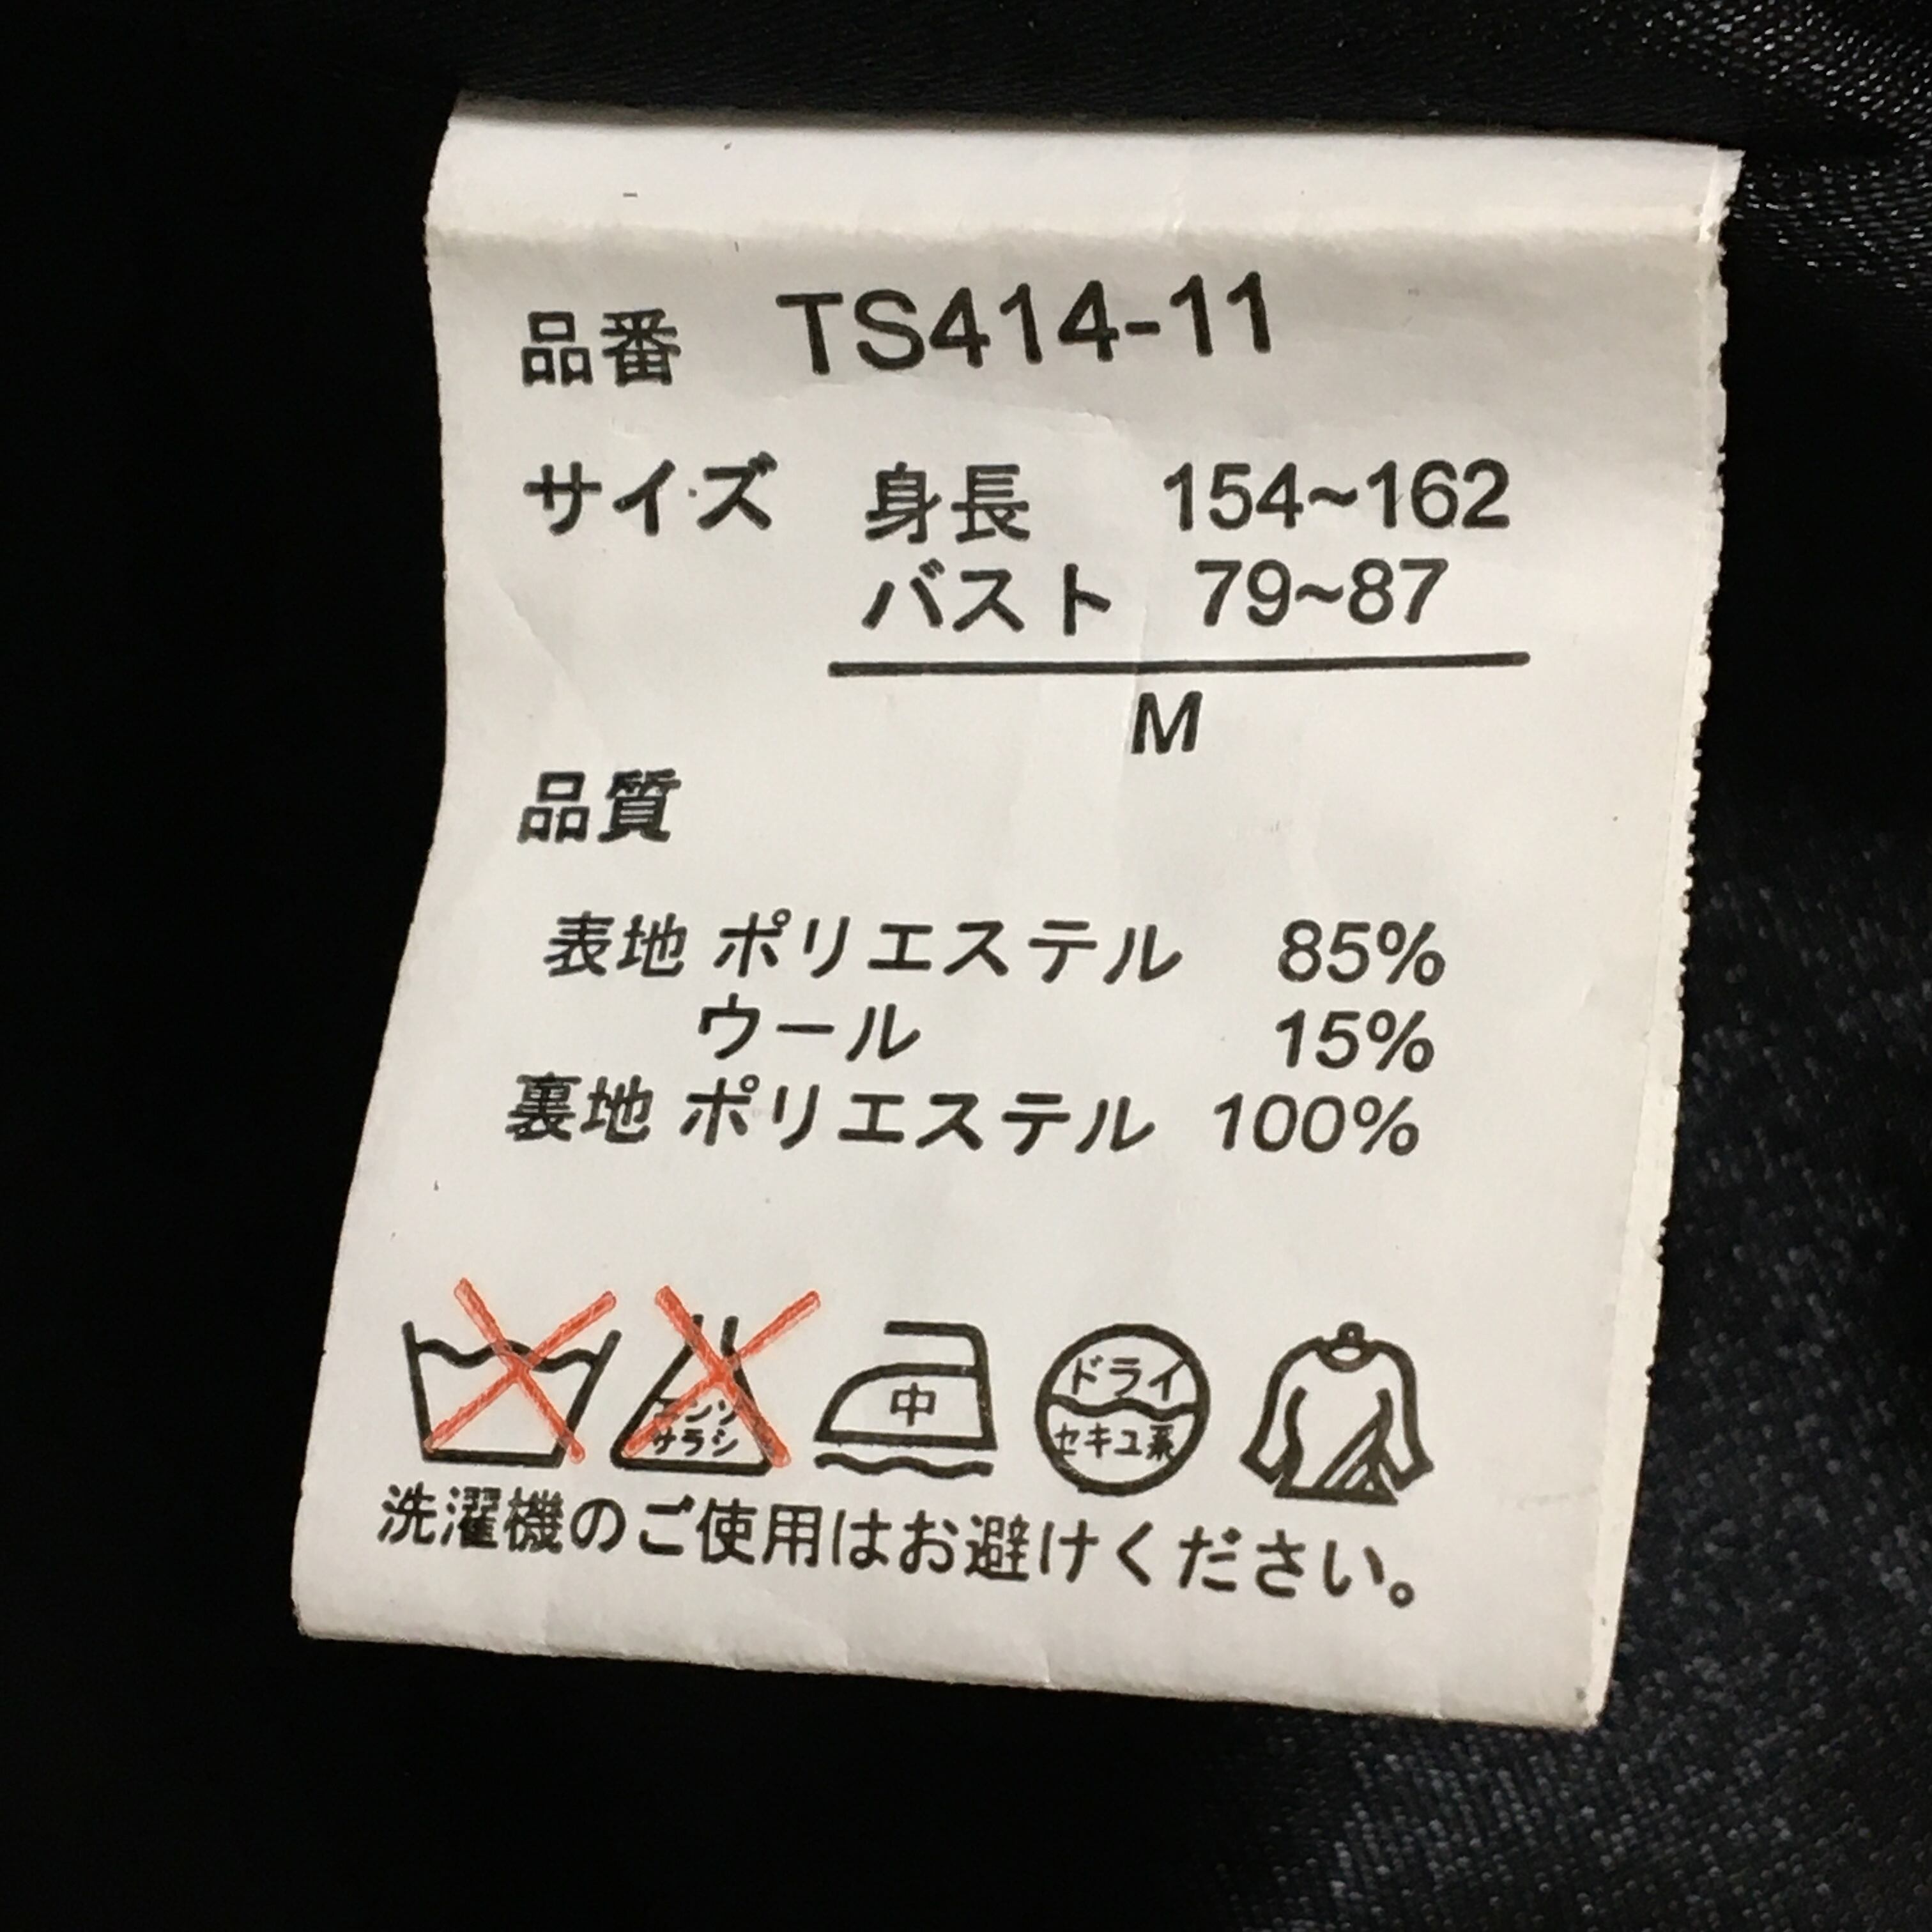 品番 TS414-11
サイズ 身長 154~162
バスト 79~87
M
品質
表地 ポリエステル 85%
ウール 15%
裏地 ポリエステル 100%
サラシ
中
ドライ
セキユ系
洗濯機のご使用はお避けください。